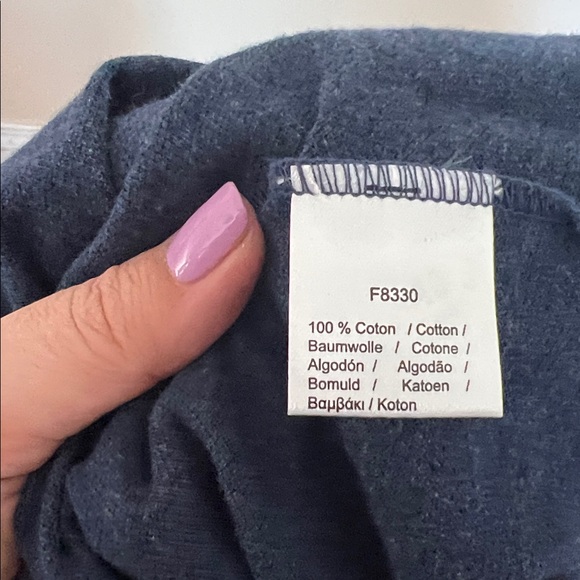 F8330
100 % Coton / Cotton /
Baumwolle / Cotone /
Algodón / Algodão /
Bomuld / Katoen /
Βαμβάκι / Koton